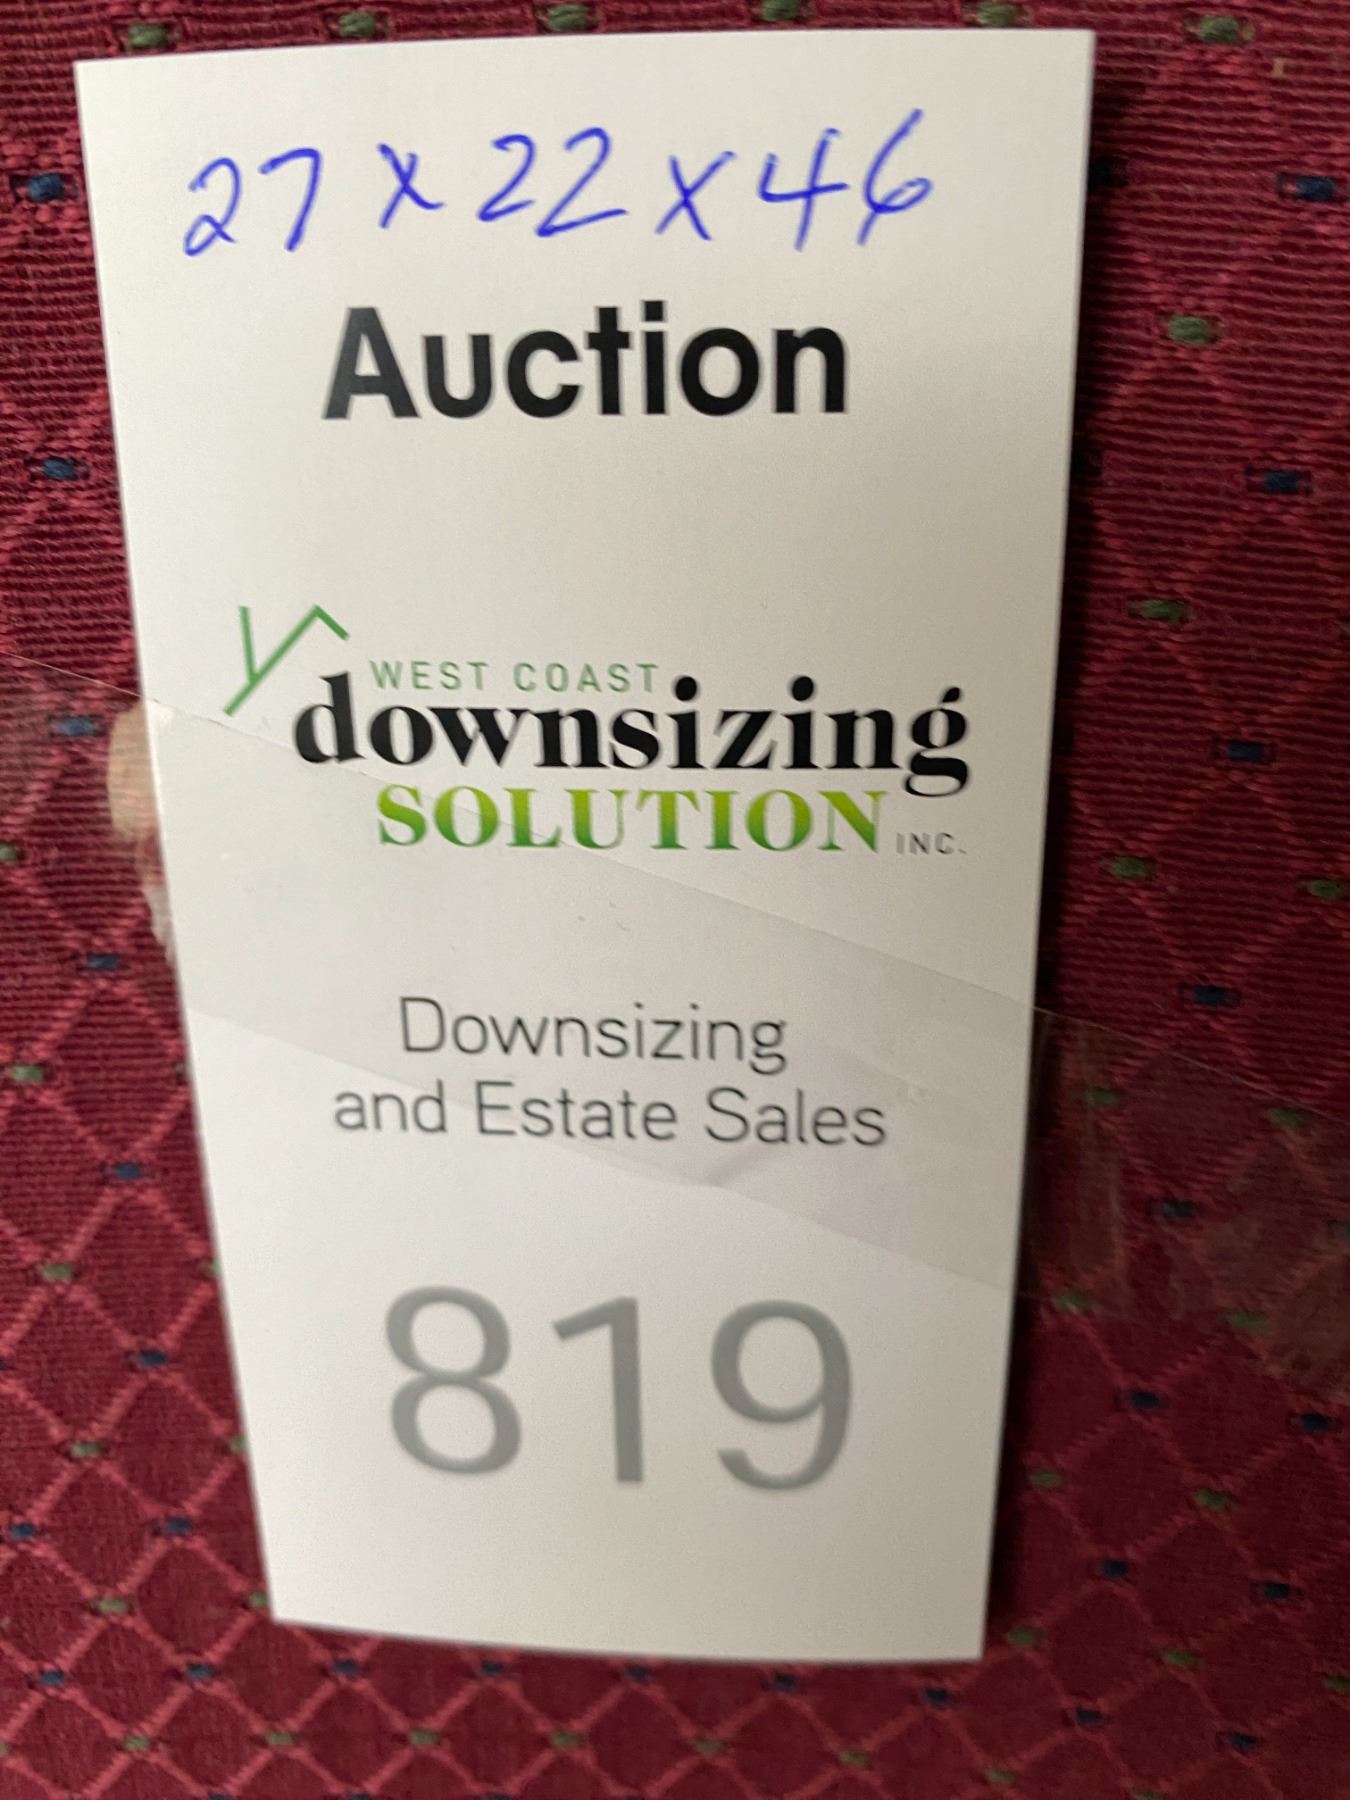 27 x 22 x 46
Auction
WEST COAST
downsizing
SOLUTION INC.
Downsizing
and Estate Sales
819